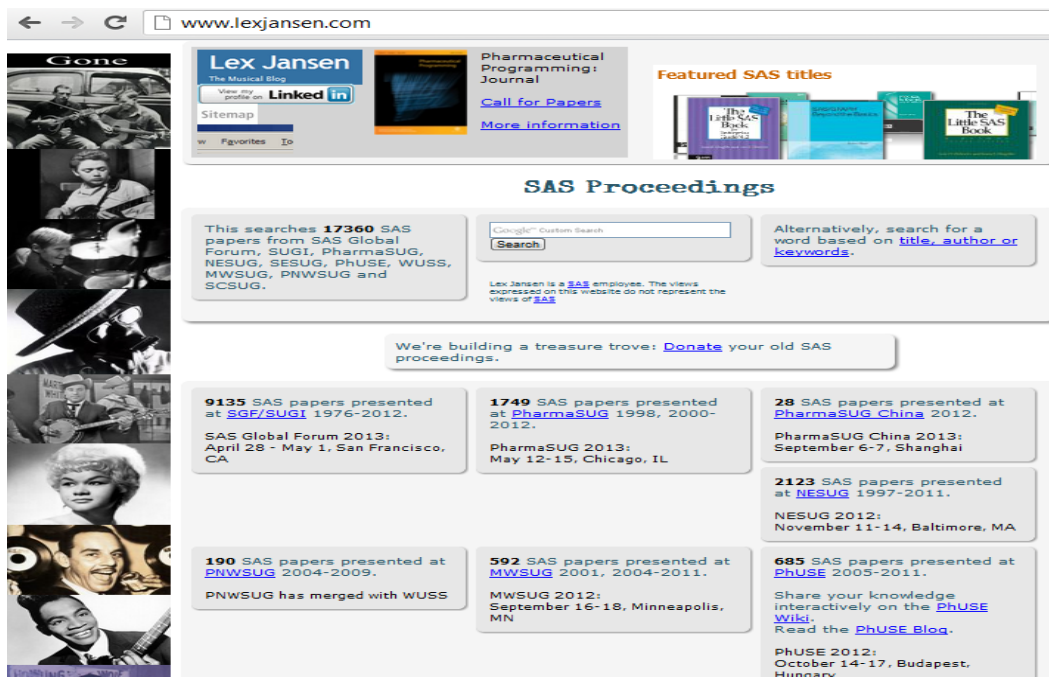 www.lexjansen.com
Gone
Lex Jansen
The Musical Blog
View my
profile on Linked in
Sitemap
w Favorites To
Pharmaceutical
Programming:
Journal
Call for Papers
More information
Featured SAS titles
The
Little SAS
Book
The
Little SAS
Book
SAS Proceedings
This searches 17360 SAS
papers from SAS Global
Forum, SUGI, PharmaSUG,
NESUG, SESUG, PhUSE, WUSS,
MWSUG, PNWSUG and
SCSUG.
Google™ Custom Search
Search
Lex Jansen is a SAS employee. The views
expressed on this website do not represent the
views of SAS
Alternatively, search for a
word based on title, author or
keywords.
We're building a treasure trove: Donate your old SAS
proceedings.
9135 SAS papers presented
at SGF/SUGI 1976-2012.
SAS Global Forum 2013:
April 28 - May 1, San Francisco,
CA
1749 SAS papers presented
at PharmaSUG 1998, 2000-
2012.
PharmaSUG 2013:
May 12-15, Chicago, IL
28 SAS papers presented at
PharmaSUG China 2012.
PharmaSUG China 2013:
September 6-7, Shanghai
2123 SAS papers presented
at NESUG 1997-2011.
NESUG 2012:
November 11-14, Baltimore, MA
190 SAS papers presented at
PNWSUG 2004-2009.
PNWSUG has merged with WUSS
592 SAS papers presented at
MWSUG 2001, 2004-2011.
MWSUG 2012:
September 16-18, Minneapolis,
MN
685 SAS papers presented at
PhUSE 2005-2011.
Share your knowledge
interactively on the PhUSE
Wiki.
Read the PhUSE Blog.
PhUSE 2012:
October 14-17, Budapest,
Hungary